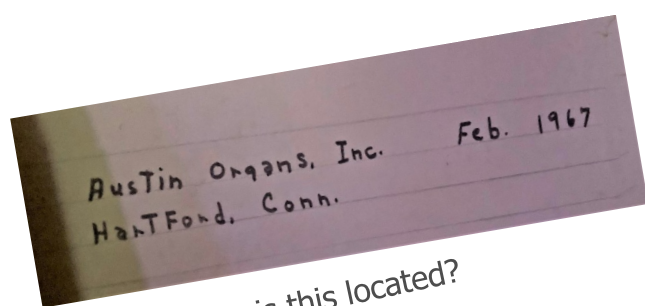 Austin Organs, Inc. Feb. 1967
Hartford, Conn.
is this located?